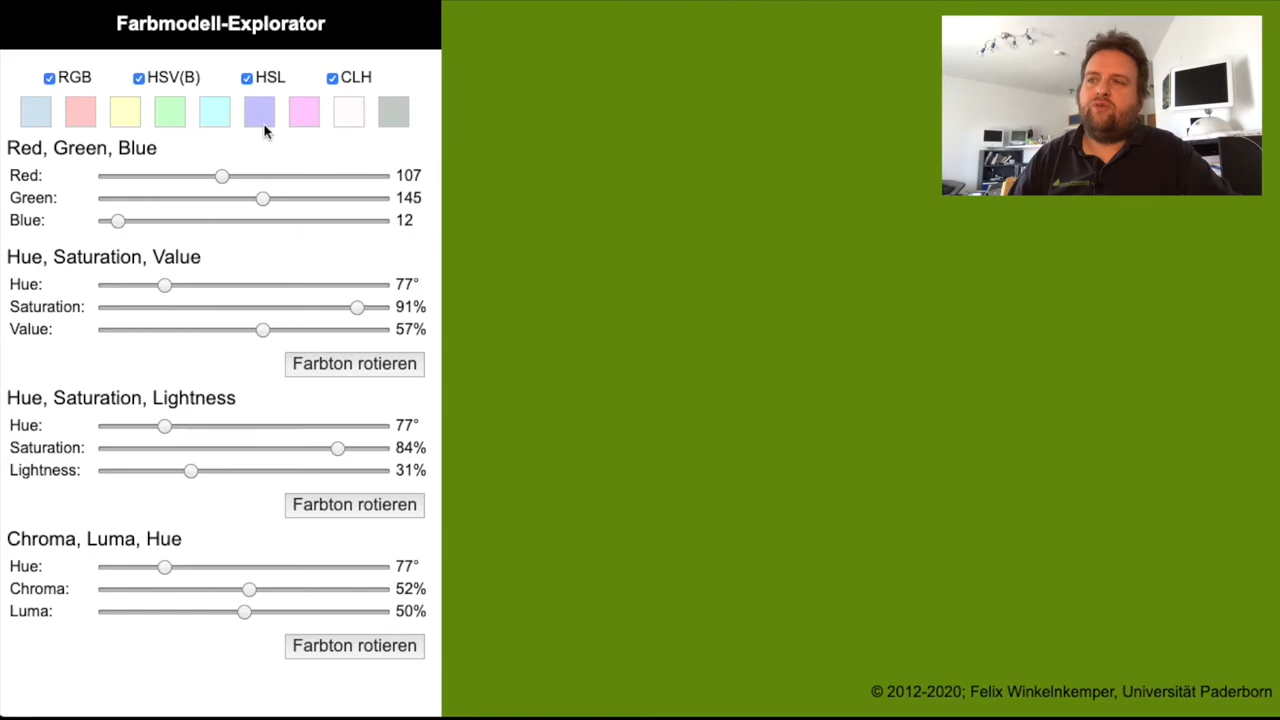 Farbmodell-Explorator
RGB HSV(B) HSL CLH
Red, Green, Blue
Red: 107
Green: 145
Blue: 12
Hue, Saturation, Value
Hue: 77°
Saturation: 91%
Value: 57%
Farbton rotieren
Hue, Saturation, Lightness
Hue: 77°
Saturation: 84%
Lightness: 31%
Farbton rotieren
Chroma, Luma, Hue
Hue: 77°
Chroma: 52%
Luma: 50%
Farbton rotieren
© 2012-2020; Felix Winkelnkemper, Universität Paderborn